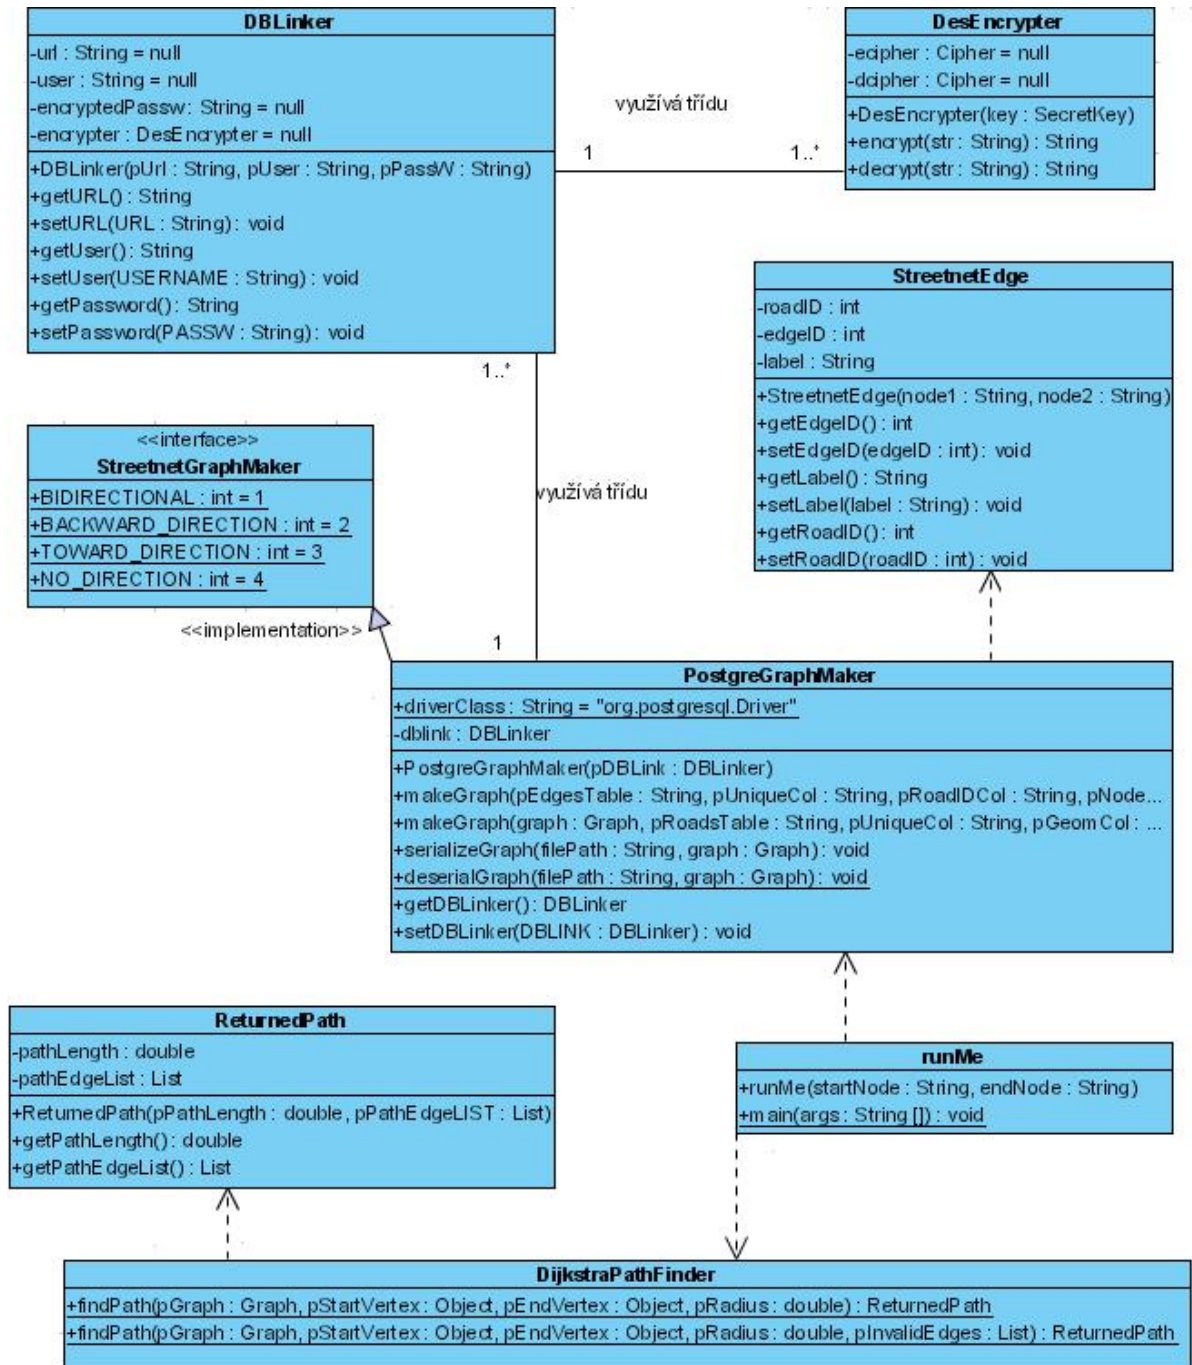 DBLinker
-url : String = null
-user : String = null
-encryptedPassw: String = null
-encrypter : DesEncrypter = null
+DBLinker(pUrl : String, pUser : String, pPassW : String)
+getURL() : String
+setURL(URL : String) : void
+getUser() : String
+setUser(USERNAME : String) : void
+getPassword() : String
+setPassword(PASSW : String) : void
využívá třídu
1
1..*
DesEncrypter
-ecipher : Cipher = null
-dcipher : Cipher = null
+DesEncrypter(key : SecretKey)
+encrypt(str : String) : String
+decrypt(str : String) : String
StreetnetEdge
-roadID : int
-edgeID : int
-label : String
+StreetnetEdge(node1 : String, node2 : String)
+getEdgeID() : int
+setEdgeID(edgeID : int) : void
+getLabel() : String
+setLabel(label : String) : void
+getRoadID() : int
+setRoadID(roadID : int) : void
1..*
využívá třídu
1
<<interface>>
StreetnetGraphMaker
+BIDIRECTIONAL : int = 1
+BACKWARD_DIRECTION : int = 2
+TOWARD_DIRECTION : int = 3
+NO_DIRECTION : int = 4
<<implementation>>
PostgreGraphMaker
+driverClass : String = "org.postgresql.Driver"
-dblink : DBLinker
+PostgreGraphMaker(pDBLink : DBLinker)
+makeGraph(pEdgesTable : String, pUniqueCol : String, pRoadIDCol : String, pNode...
+makeGraph(graph : Graph, pRoadsTable : String, pUniqueCol : String, pGeomCol : ...
+serializeGraph(filePath : String, graph : Graph) : void
+deserialGraph(filePath : String, graph : Graph) : void
+getDBLinker() : DBLinker
+setDBLinker(DBLINK : DBLinker) : void
ReturnedPath
-pathLength : double
-pathEdgeList : List
+ReturnedPath(pPathLength : double, pPathEdgeLIST : List)
+getPathLength() : double
+getPathEdgeList() : List
runMe
+runMe(startNode : String, endNode : String)
+main(args : String []) : void
DijkstraPathFinder
+findPath(pGraph : Graph, pStartVertex : Object, pEndVertex : Object, pRadius : double) : ReturnedPath
+findPath(pGraph : Graph, pStartVertex : Object, pEndVertex : Object, pRadius : double, pInvalidEdges : List) : ReturnedPath